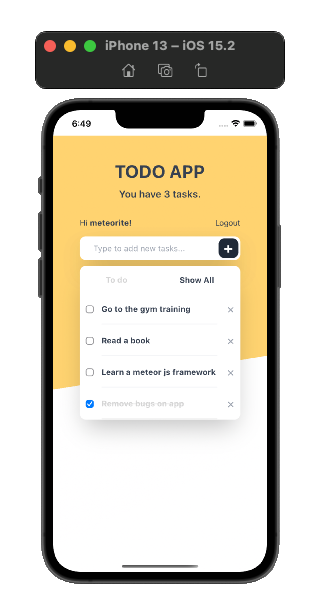 iPhone 13 – iOS 15.2
6:49
TODO APP
You have 3 tasks.
Hi meteorite! Logout
Type to add new tasks...
To do Show All
Go to the gym training
Read a book
Learn a meteor js framework
Remove bugs on app